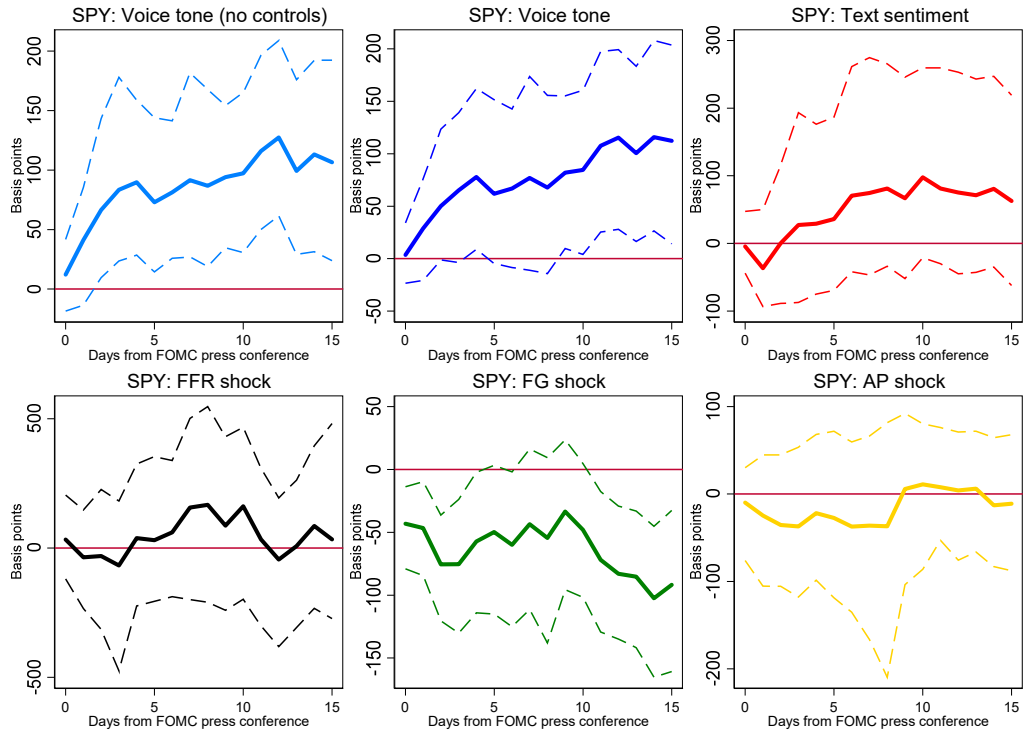 SPY: Voice tone (no controls)
200
150
100
50
0
Basis points
0 5 10 15
Days from FOMC press conference
SPY: Voice tone
200
150
100
50
0
-50
Basis points
0 5 10 15
Days from FOMC press conference
SPY: Text sentiment
300
200
100
0
-100
Basis points
0 5 10 15
Days from FOMC press conference
SPY: FFR shock
500
0
-500
Basis points
0 5 10 15
Days from FOMC press conference
SPY: FG shock
50
0
-50
-100
-150
Basis points
0 5 10 15
Days from FOMC press conference
SPY: AP shock
100
0
-100
-200
Basis points
0 5 10 15
Days from FOMC press conference